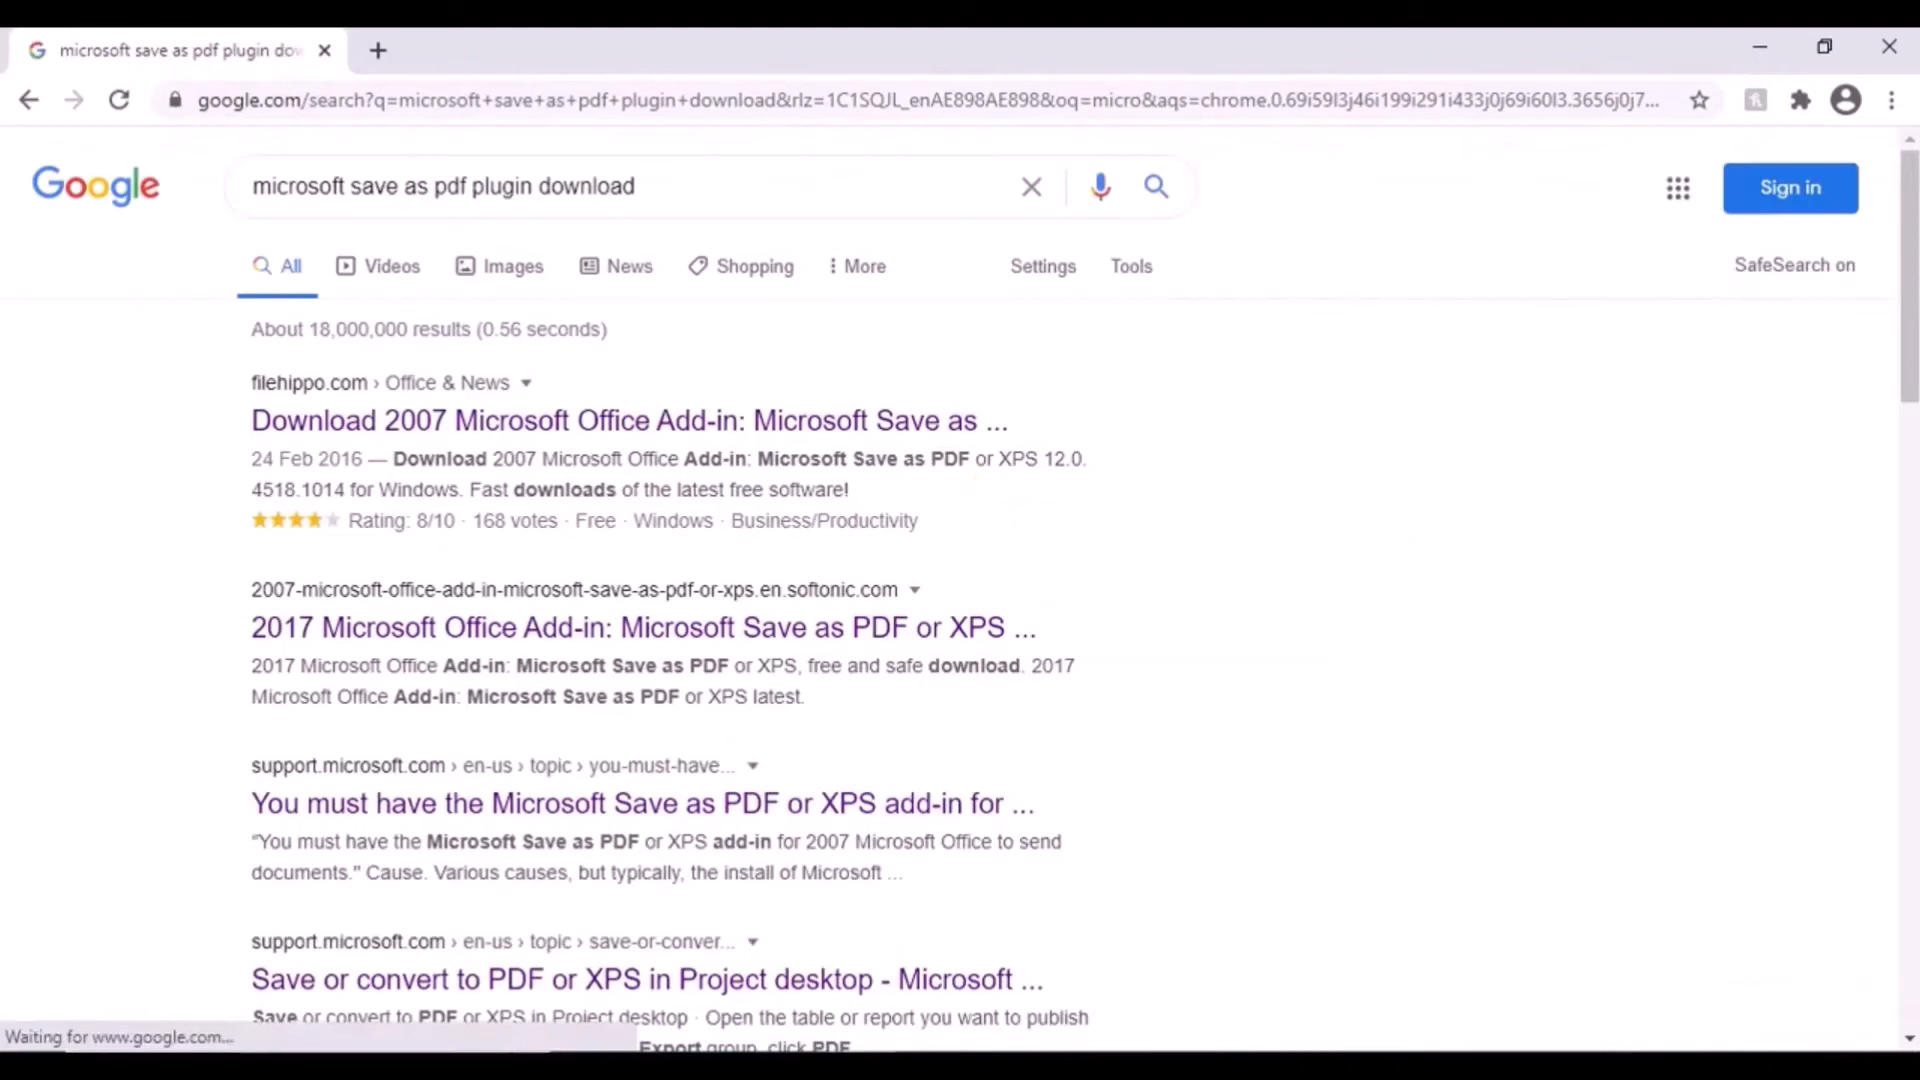 microsoft save as pdf plugin dow
google.com/search?q=microsoft+save+as+pdf+plugin+download&rlz=1C1SQJL_enAE898AE898&oq=micro&aqs=chrome.0.69i59l3j46i199i291i433j0j69i60l3.3656j0j7...
Google
microsoft save as pdf plugin download
Sign in
All Videos Images News Shopping More Settings Tools
SafeSearch on
About 18,000,000 results (0.56 seconds)
filehippo.com › Office & News
Download 2007 Microsoft Office Add-in: Microsoft Save as ...
24 Feb 2016 — Download 2007 Microsoft Office Add-in: Microsoft Save as PDF or XPS 12.0.
4518.1014 for Windows. Fast downloads of the latest free software!
Rating: 8/10 · 168 votes · Free · Windows · Business/Productivity
2007-microsoft-office-add-in-microsoft-save-as-pdf-or-xps.en.softonic.com
2017 Microsoft Office Add-in: Microsoft Save as PDF or XPS ...
2017 Microsoft Office Add-in: Microsoft Save as PDF or XPS, free and safe download. 2017
Microsoft Office Add-in: Microsoft Save as PDF or XPS latest.
support.microsoft.com › en-us › topic › you-must-have...
You must have the Microsoft Save as PDF or XPS add-in for ...
"You must have the Microsoft Save as PDF or XPS add-in for 2007 Microsoft Office to send
documents." Cause. Various causes, but typically, the install of Microsoft ...
support.microsoft.com › en-us › topic › save-or-conver...
Save or convert to PDF or XPS in Project desktop - Microsoft ...
Save or convert to PDF or XPS in Project desktop · Open the table or report you want to publish
Export group, click PDF
Waiting for www.google.com...